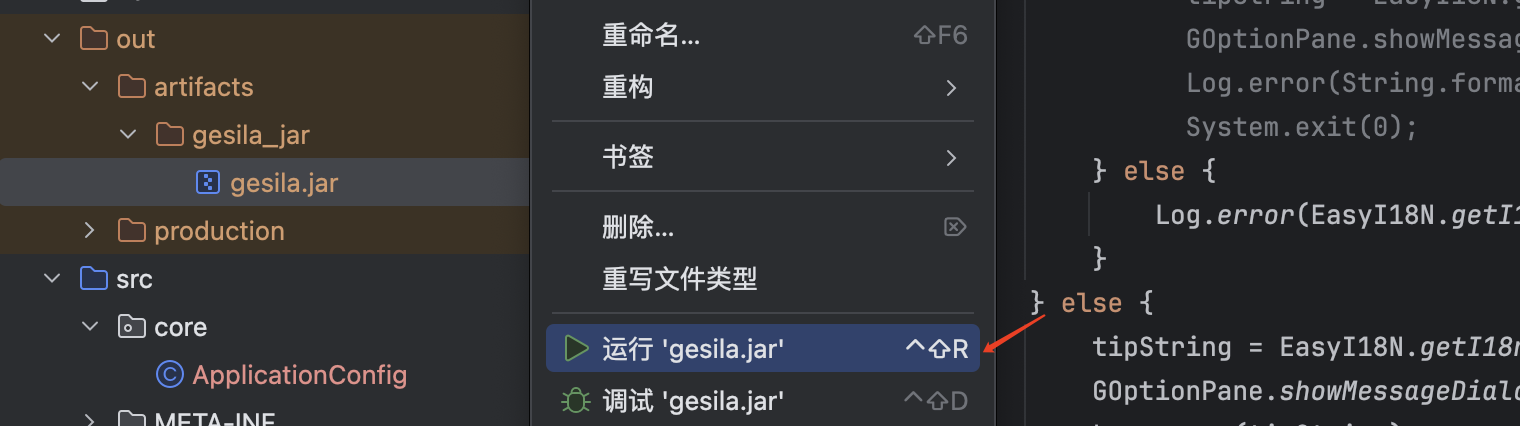 out
artifacts
gesila_jar
gesila.jar
production
src
core
ApplicationConfig
META-INF
重命名... ⇧F6
重构
书签
删除...
重写文件类型
运行 'gesila.jar' ^⇧R
调试 'gesila.jar' ^⇧D
GOptionPane.showMessag
Log.error(String.forma
System.exit(0);
} else {
Log.error(EasyI18N.getI1
}
} else {
tipString = EasyI18N.getI18n
GOptionPane.showMessageDialo